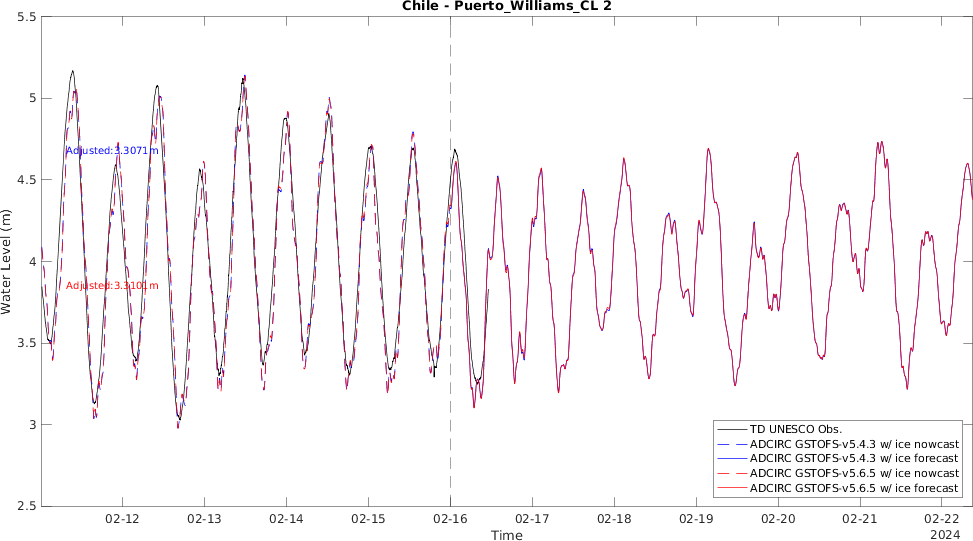 Chile - Puerto_Williams_CL 2
5.5
5
4.5
4
3.5
3
2.5
Water Level (m)
Adjusted:3.3071m
Adjusted:3.3101m
TD UNESCO Obs.
ADCIRC GSTOFS-v5.4.3 w/ ice nowcast
ADCIRC GSTOFS-v5.4.3 w/ ice forecast
ADCIRC GSTOFS-v5.6.5 w/ ice nowcast
ADCIRC GSTOFS-v5.6.5 w/ ice forecast
02-12 02-13 02-14 02-15 02-16 02-17 02-18 02-19 02-20 02-21 02-22
Time
2024